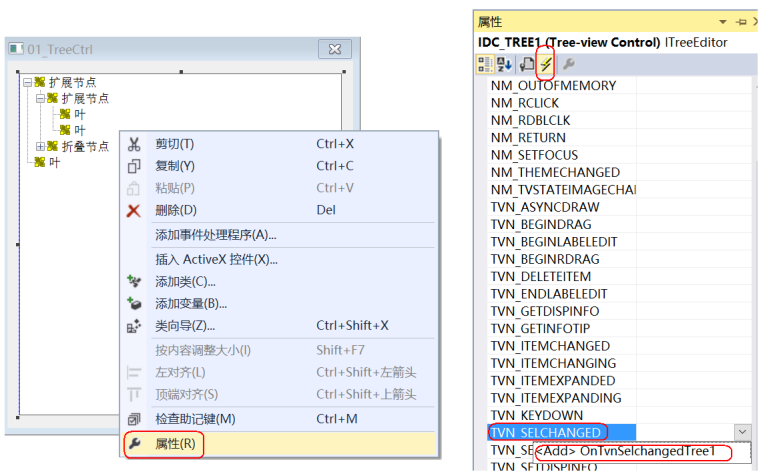 01_TreeCtrl
扩展节点
扩展节点
叶
叶
折叠节点
叶
剪切(T) Ctrl+X
复制(Y) Ctrl+C
粘贴(P) Ctrl+V
删除(D) Del
添加事件处理程序(A)...
插入 ActiveX 控件(X)...
添加类(C)...
添加变量(B)...
类向导(Z)... Ctrl+Shift+X
按内容调整大小(I) Shift+F7
左对齐(L) Ctrl+Shift+左箭头
顶端对齐(S) Ctrl+Shift+上箭头
检查助记键(M) Ctrl+M
属性(R)
属性
IDC_TREE1 (Tree-view Control) ITreeEditor
NM_OUTOFMEMORY
NM_RCLICK
NM_RDBLCLK
NM_RETURN
NM_SETFOCUS
NM_THEMECHANGED
NM_TVSTATEIMAGECHAI
TVN_ASYNCDRAW
TVN_BEGINDRAG
TVN_BEGINLABELEDIT
TVN_BEGINRDRAG
TVN_DELETEITEM
TVN_ENDLABELEDIT
TVN_GETDISPINFO
TVN_GETINFOTIP
TVN_ITEMCHANGED
TVN_ITEMCHANGING
TVN_ITEMEXPANDED
TVN_ITEMEXPANDING
TVN_KEYDOWN
TVN_SELCHANGED
TVN_SE <Add> OnTvnSelchangedTree1
TVN_SETDISPINFO